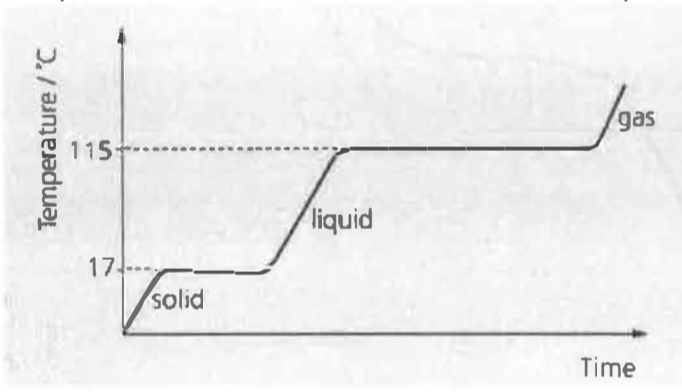 Temperature / °C
115
17
solid
liquid
gas
Time